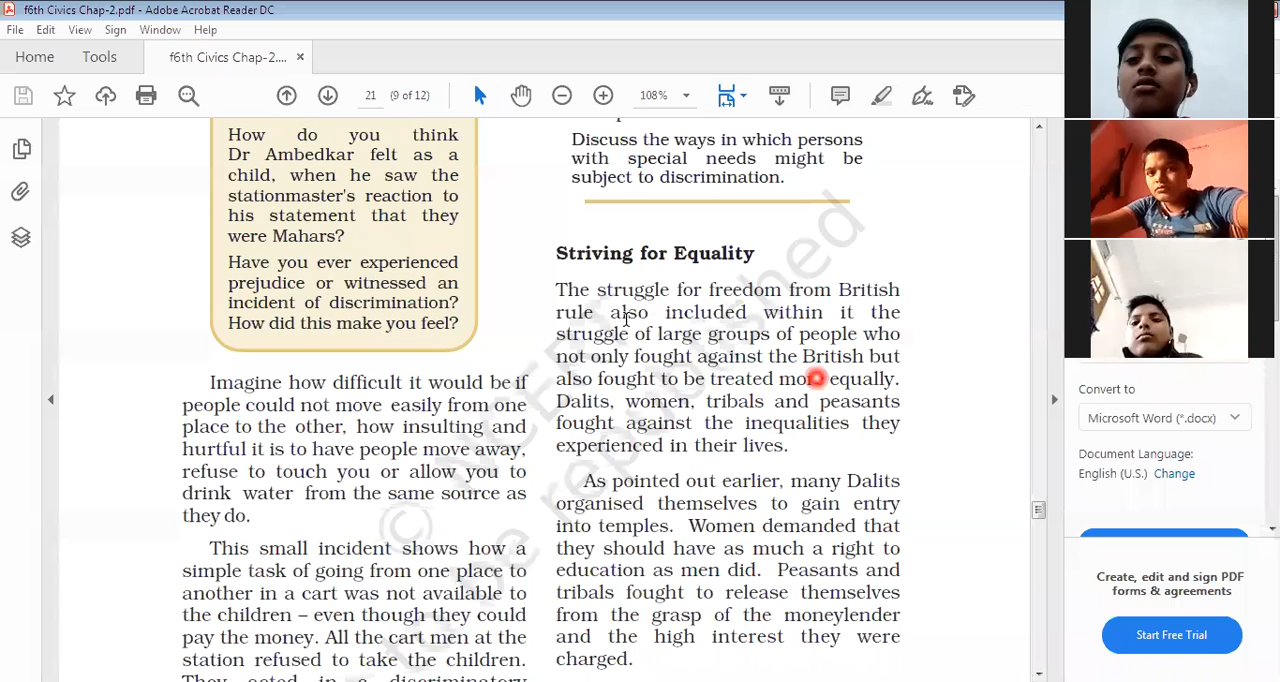 f6th Civics Chap-2.pdf - Adobe Acrobat Reader DC
File Edit View Sign Window Help
Home Tools f6th Civics Chap-2.... ×
21 (9 of 12) 108%
How do you think
Dr Ambedkar felt as a
child, when he saw the
stationmaster's reaction to
his statement that they
were Mahars?
Have you ever experienced
prejudice or witnessed an
incident of discrimination?
How did this make you feel?
Imagine how difficult it would be if
people could not move easily from one
place to the other, how insulting and
hurtful it is to have people move away,
refuse to touch you or allow you to
drink water from the same source as
they do.
This small incident shows how a
simple task of going from one place to
another in a cart was not available to
the children – even though they could
pay the money. All the cart men at the
station refused to take the children.
They acted in a discriminatory
Discuss the ways in which persons
with special needs might be
subject to discrimination.
Striving for Equality
The struggle for freedom from British
rule also included within it the
struggle of large groups of people who
not only fought against the British but
also fought to be treated more equally.
Dalits, women, tribals and peasants
fought against the inequalities they
experienced in their lives.
As pointed out earlier, many Dalits
organised themselves to gain entry
into temples. Women demanded that
they should have as much a right to
education as men did. Peasants and
tribals fought to release themselves
from the grasp of the moneylender
and the high interest they were
charged.
© NCERT
to be republished
Convert to
Microsoft Word (*.docx)
Document Language:
English (U.S.) Change
Create, edit and sign PDF
forms & agreements
Start Free Trial